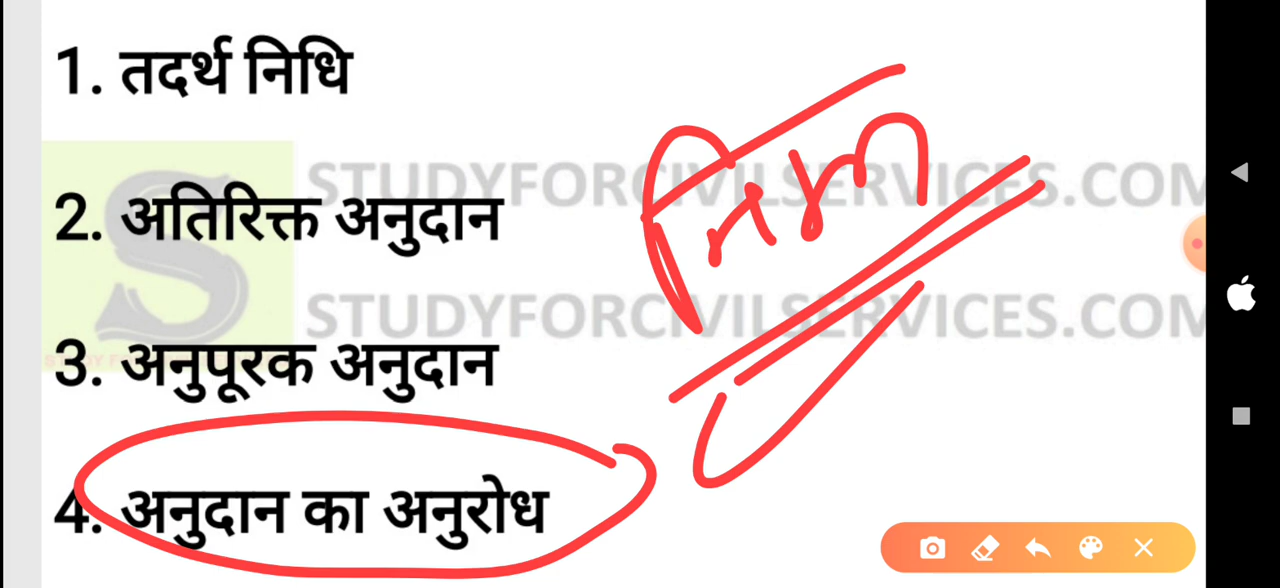 1. तदर्थ निधि
STUDYFORCIVILSERVICES.COM
2. अतिरिक्त अनुदान
STUDYFORCIVILSERVICES.COM
3. अनुपूरक अनुदान
4. अनुदान का अनुरोध